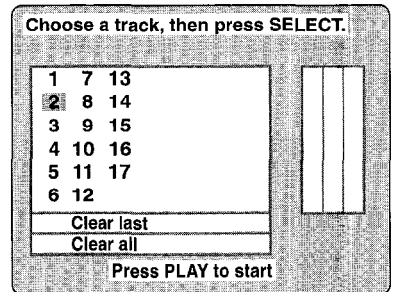 Choose a track, then press SELECT.
1 7 13
2 8 14
3 9 15
4 10 16
5 11 17
6 12
Clear last
Clear all
Press PLAY to start